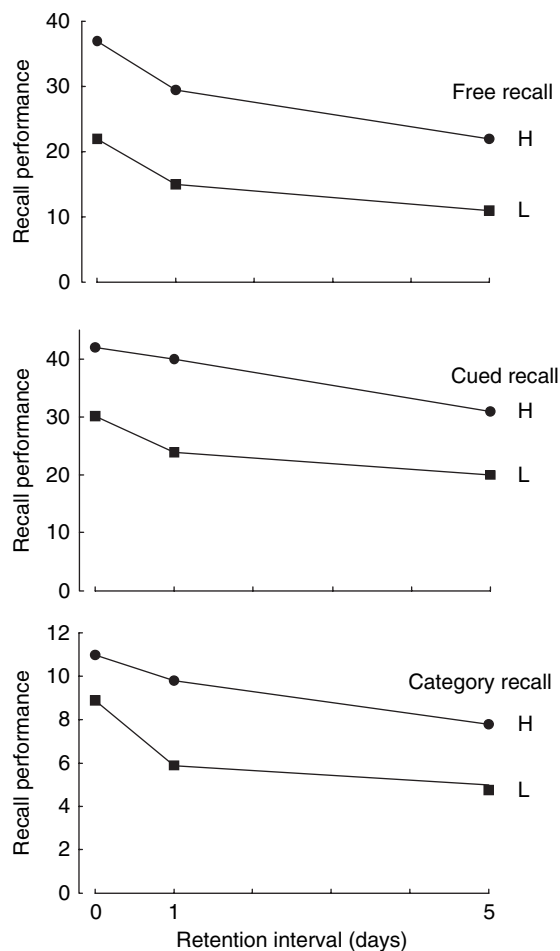 40
30
20
10
0
Recall performance
Free recall
H
L
40
30
20
10
0
Recall performance
Cued recall
H
L
12
10
8
6
4
2
0
Recall performance
Category recall
H
L
0 1 5
Retention interval (days)